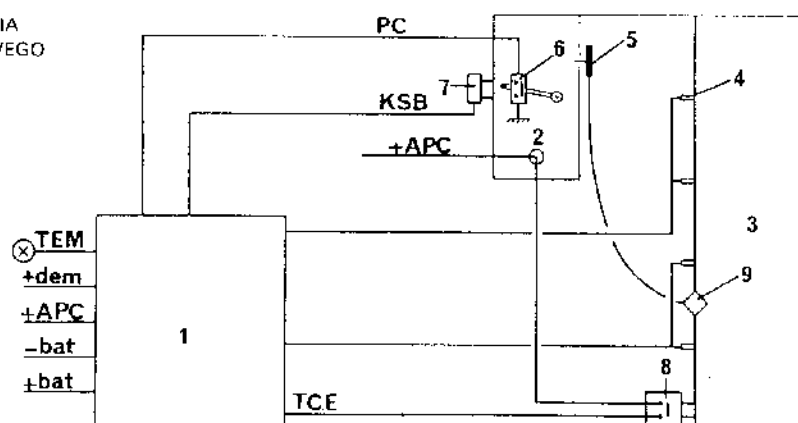 IA
VEGO
PC
5
6
7
4
KSB
2
+APC
3
TEM
+dem
+APC
9
1
-bat
8
+bat
TCE